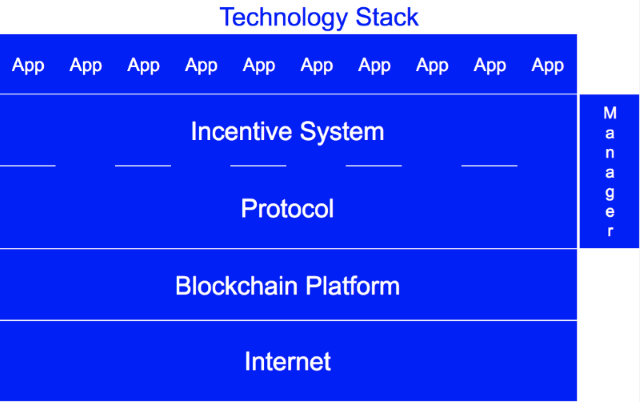 Technology Stack
App App App App App App App App App App
Incentive System
Protocol
Blockchain Platform
Internet
Manager